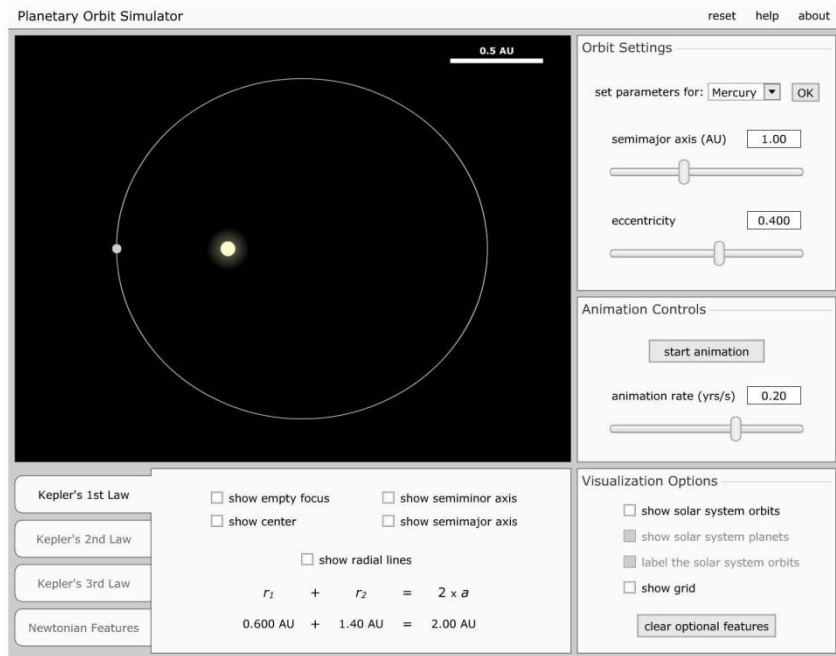 Planetary Orbit Simulator
reset help about
0.5 AU
Orbit Settings
set parameters for: Mercury OK
semimajor axis (AU) 1.00
eccentricity 0.400
Animation Controls
start animation
animation rate (yrs/s) 0.20
Kepler's 1st Law
Kepler's 2nd Law
Kepler's 3rd Law
Newtonian Features
show empty focus show semiminor axis
show center show semimajor axis
show radial lines
r₁ + r₂ = 2 x a
0.600 AU + 1.40 AU = 2.00 AU
Visualization Options
show solar system orbits
show solar system planets
label the solar system orbits
show grid
clear optional features